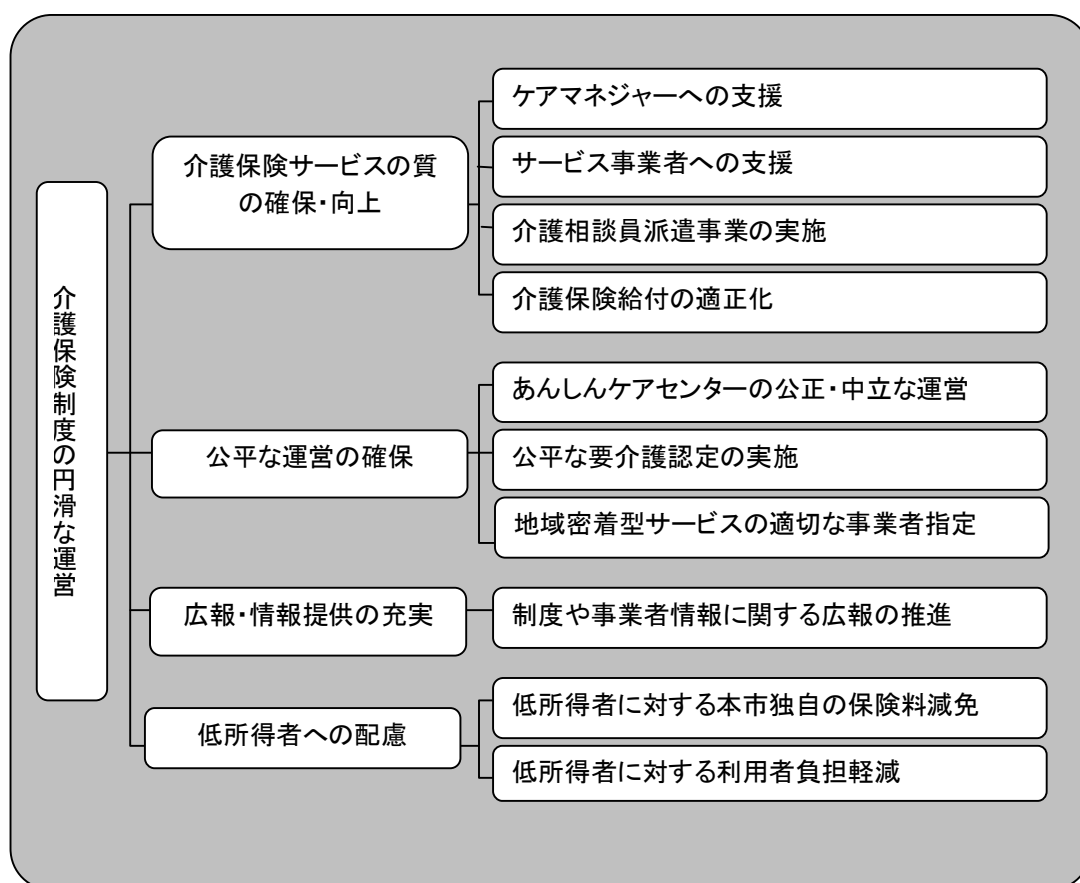 介護保険制度の円滑な運営
介護保険サービスの質
の確保・向上
ケアマネジャーへの支援
サービス事業者への支援
介護相談員派遣事業の実施
介護保険給付の適正化
公平な運営の確保
あんしんケアセンターの公正・中立な運営
公平な要介護認定の実施
地域密着型サービスの適切な事業者指定
広報・情報提供の充実
制度や事業者情報に関する広報の推進
低所得者への配慮
低所得者に対する本市独自の保険料減免
低所得者に対する利用者負担軽減